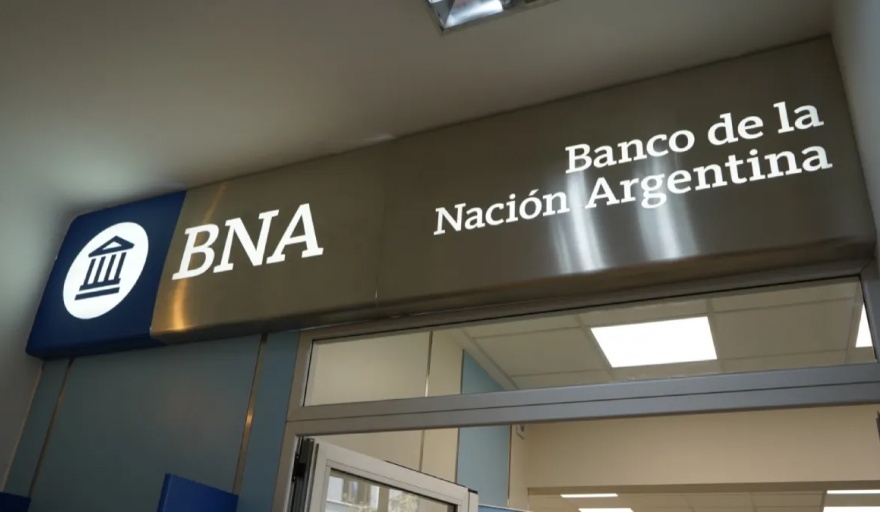 BNA
Banco de la
Nación Argentina